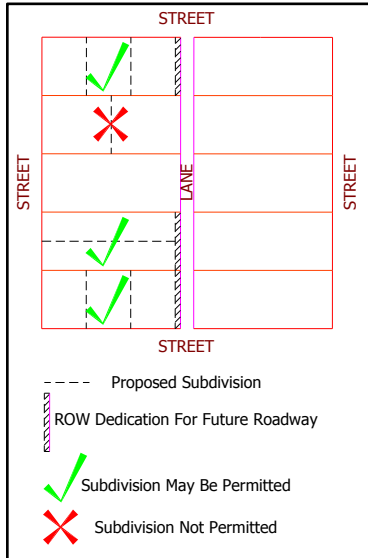 STREET
STREET
LANE
STREET
STREET
Proposed Subdivision
ROW Dedication For Future Roadway
Subdivision May Be Permitted
Subdivision Not Permitted